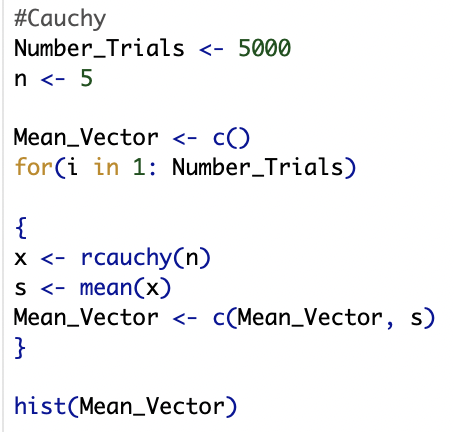 #Cauchy
Number_Trials <- 5000
n <- 5
Mean_Vector <- c()
for(i in 1: Number_Trials)
{
x <- rcauchy(n)
s <- mean(x)
Mean_Vector <- c(Mean_Vector, s)
}
hist(Mean_Vector)